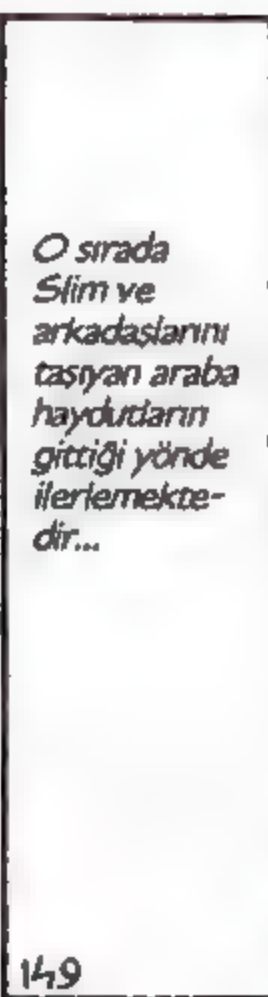 O sırada
Slim ve
arkadaşlarını
taşıyan araba
haydutların
gittiği yönde
ilerlemekte-
dir...
149